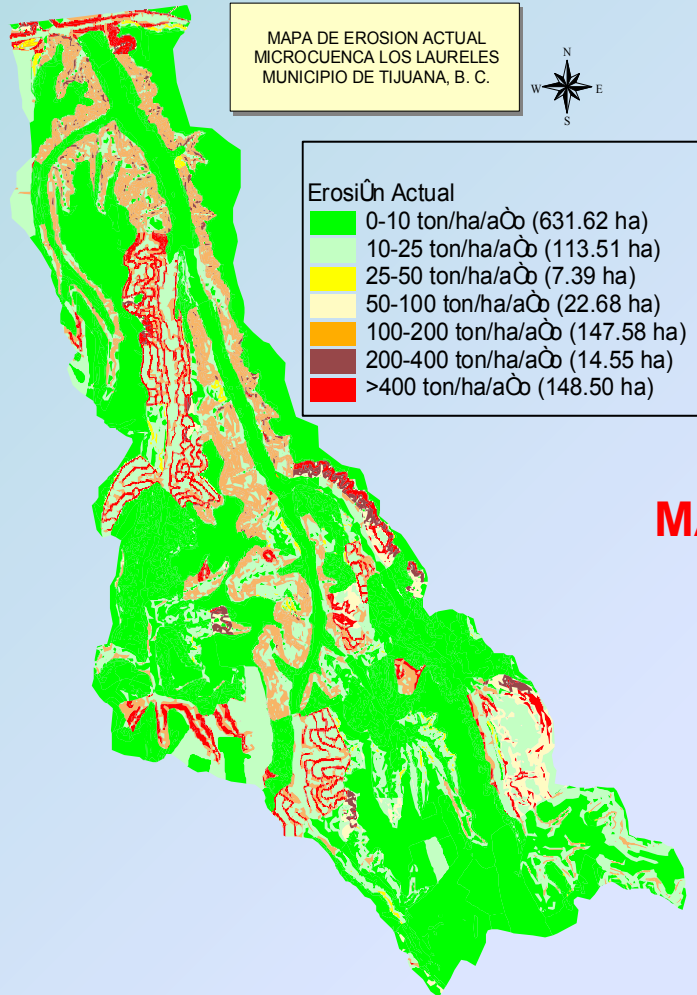 MAPA DE EROSION ACTUAL
MICROCUENCA LOS LAURELES
MUNICIPIO DE TIJUANA, B. C.
N
W E
S
ErosiÛn Actual
0-10 ton/ha/aÒo (631.62 ha)
10-25 ton/ha/aÒo (113.51 ha)
25-50 ton/ha/aÒo (7.39 ha)
50-100 ton/ha/aÒo (22.68 ha)
100-200 ton/ha/aÒo (147.58 ha)
200-400 ton/ha/aÒo (14.55 ha)
>400 ton/ha/aÒo (148.50 ha)